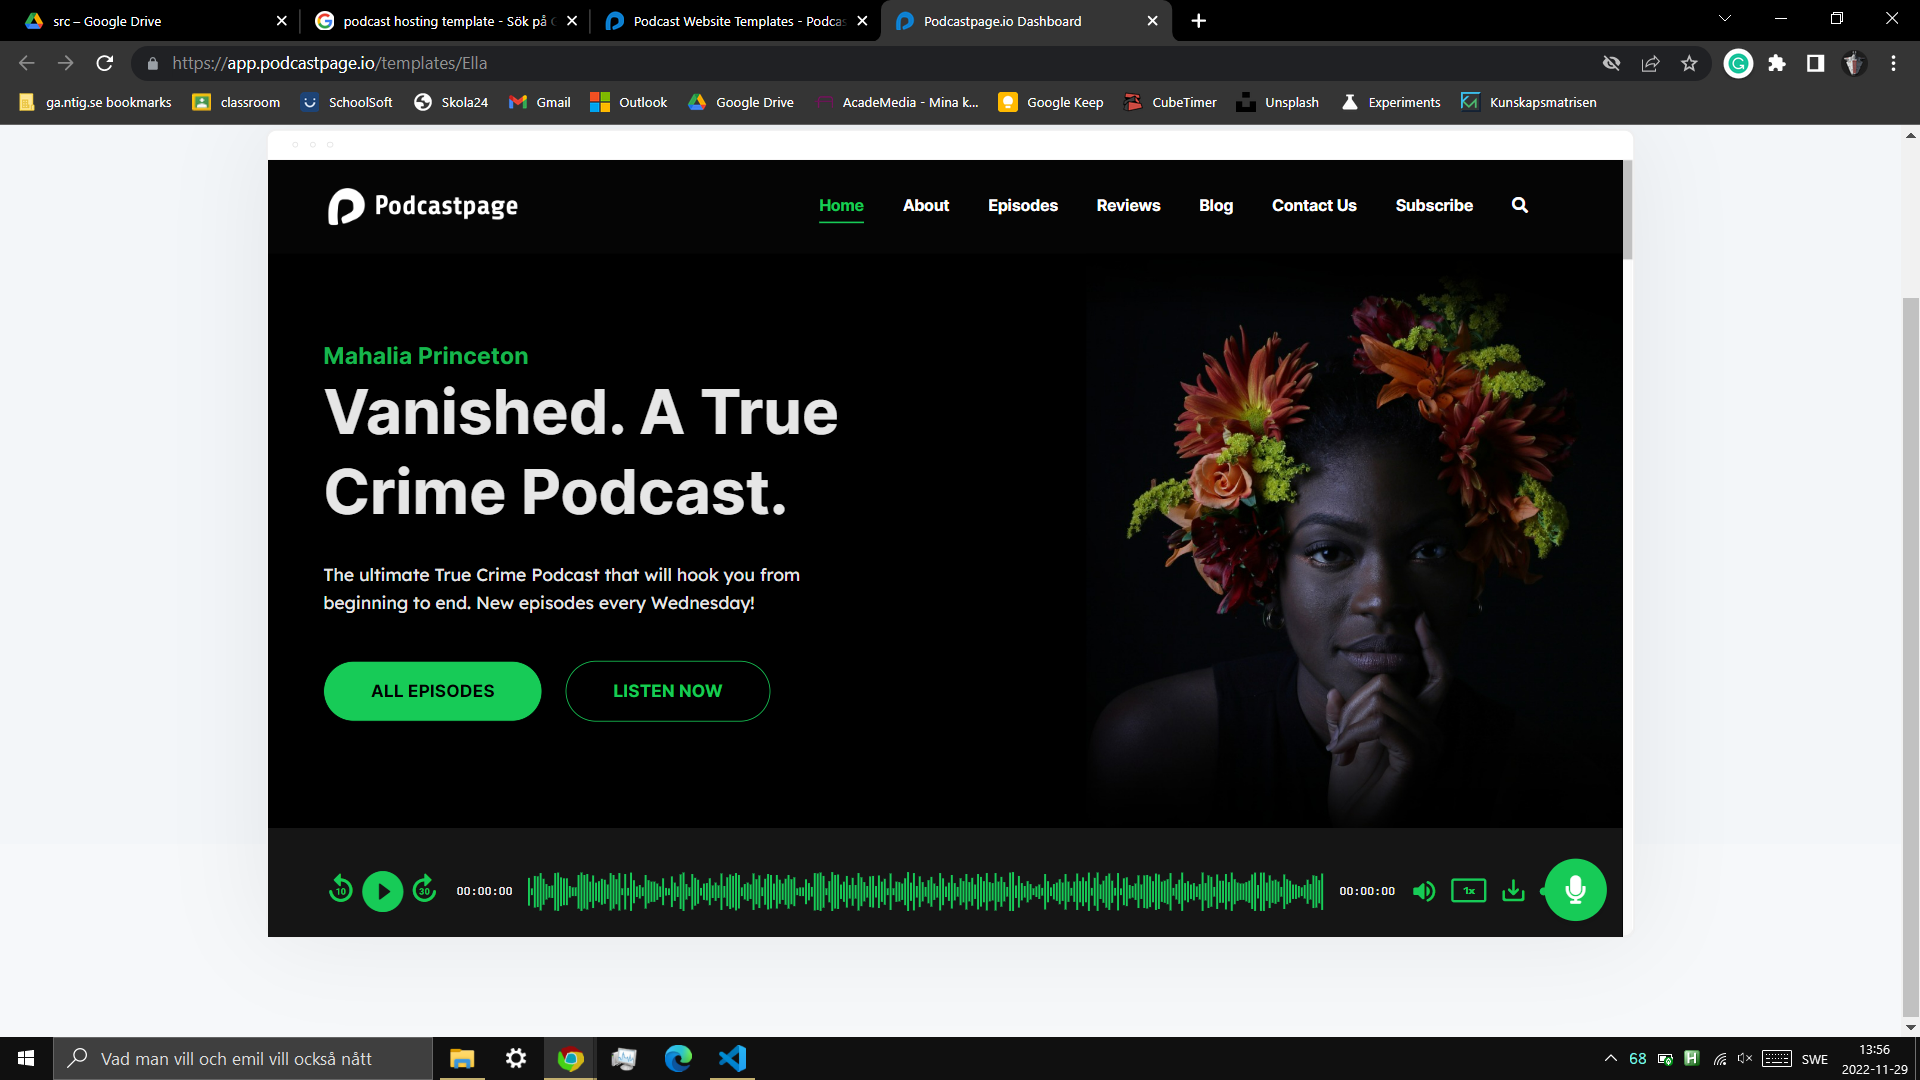 src – Google Drive
podcast hosting template - Sök på G
Podcast Website Templates - Podcas
Podcastpage.io Dashboard
https://app.podcastpage.io/templates/Ella
ga.ntig.se bookmarks
classroom
SchoolSoft
Skola24
Gmail
Outlook
Google Drive
AcadeMedia - Mina k...
Google Keep
CubeTimer
Unsplash
Experiments
Kunskapsmatrisen
Podcastpage
Home
About
Episodes
Reviews
Blog
Contact Us
Subscribe
Mahalia Princeton
Vanished. A True
Crime Podcast.
The ultimate True Crime Podcast that will hook you from
beginning to end. New episodes every Wednesday!
ALL EPISODES
LISTEN NOW
10
30
00:00:00
00:00:00
1x
Vad man vill och emil vill också nått
68
SWE
13:56
2022-11-29